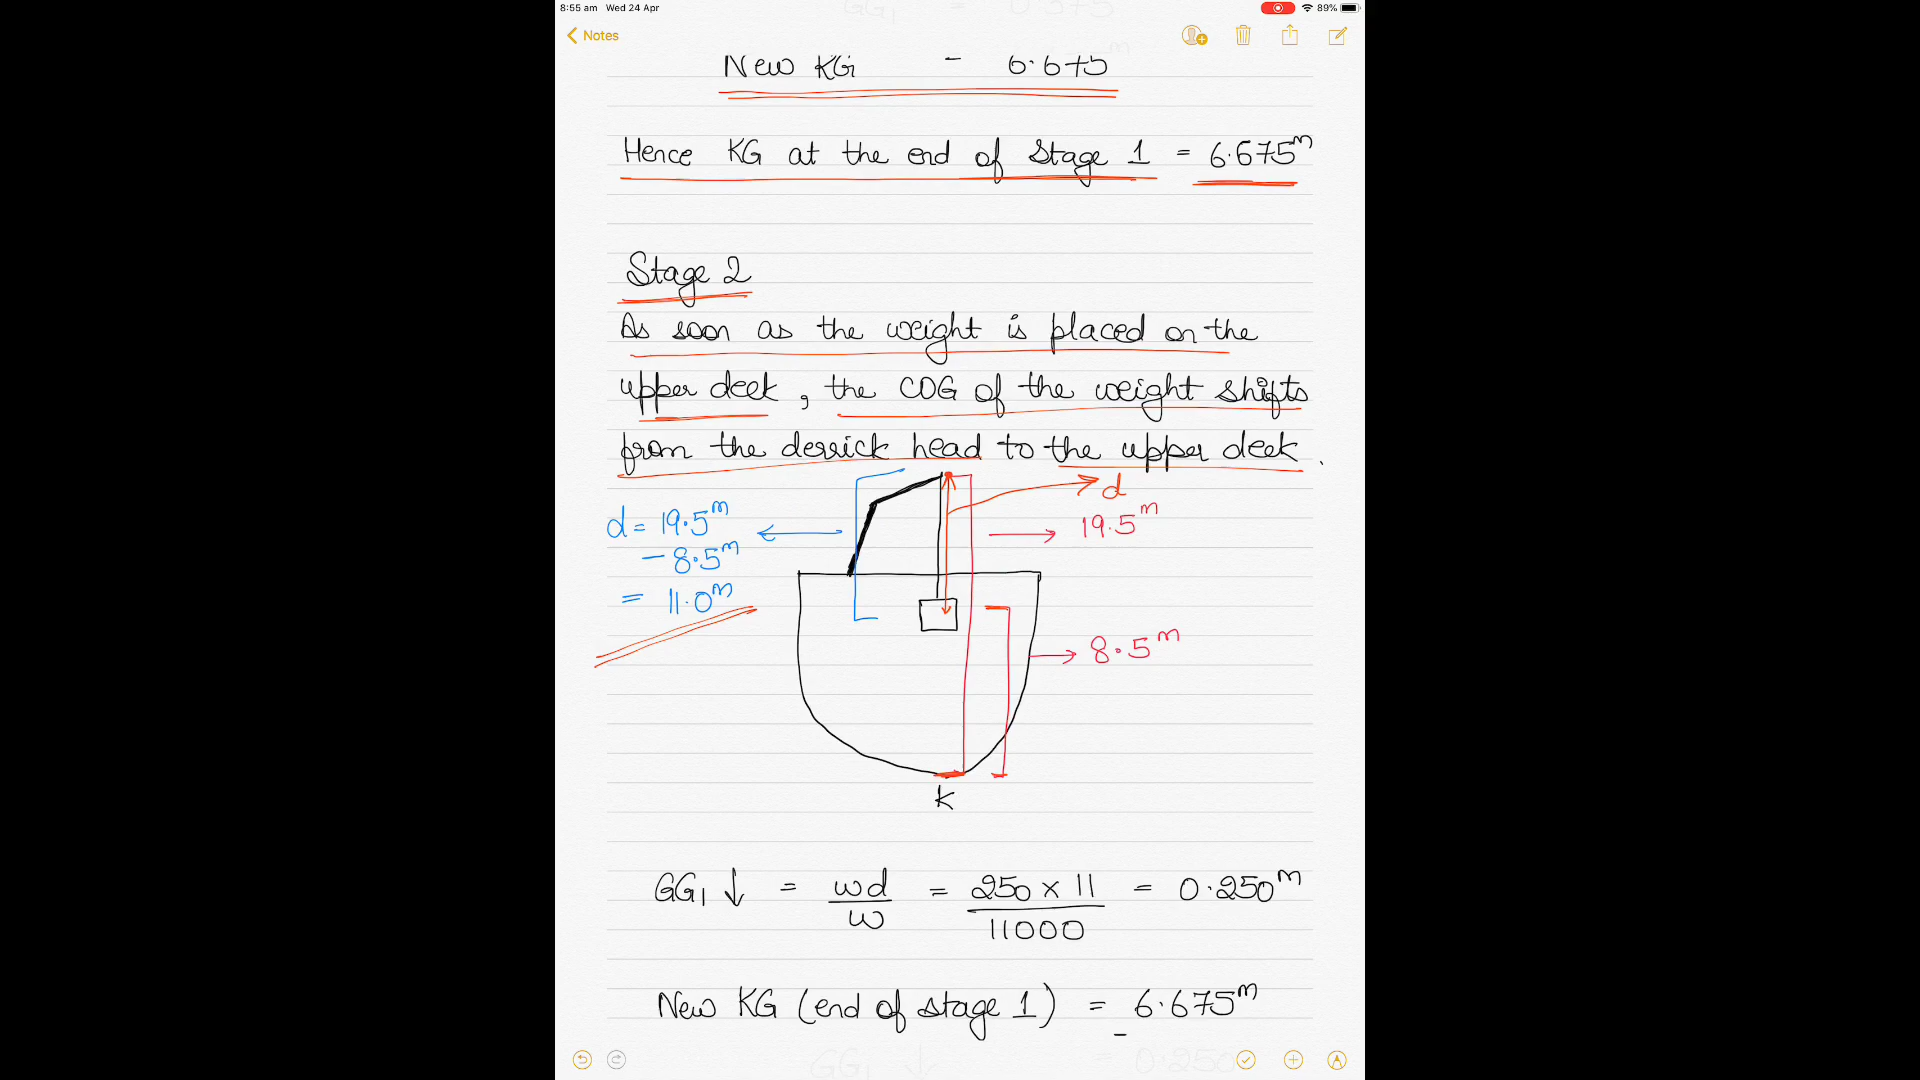 8:55 am Wed 24 Apr
89%
Notes
New KG - 6.675
Hence KG at the end of Stage 1 = 6.675m
Stage 2
As soon as the weight is placed on the
upper deck, the COG of the weight shifts
from the derrick head to the upper deck.
d
d = 19.5m
- 8.5m
= 11.0m
19.5m
8.5m
K
GG1 ↓ = wd/w = 250 x 11/11000 = 0.250m
New KG (end of stage 1) = 6.675m
GG1 ↓ = 0.250